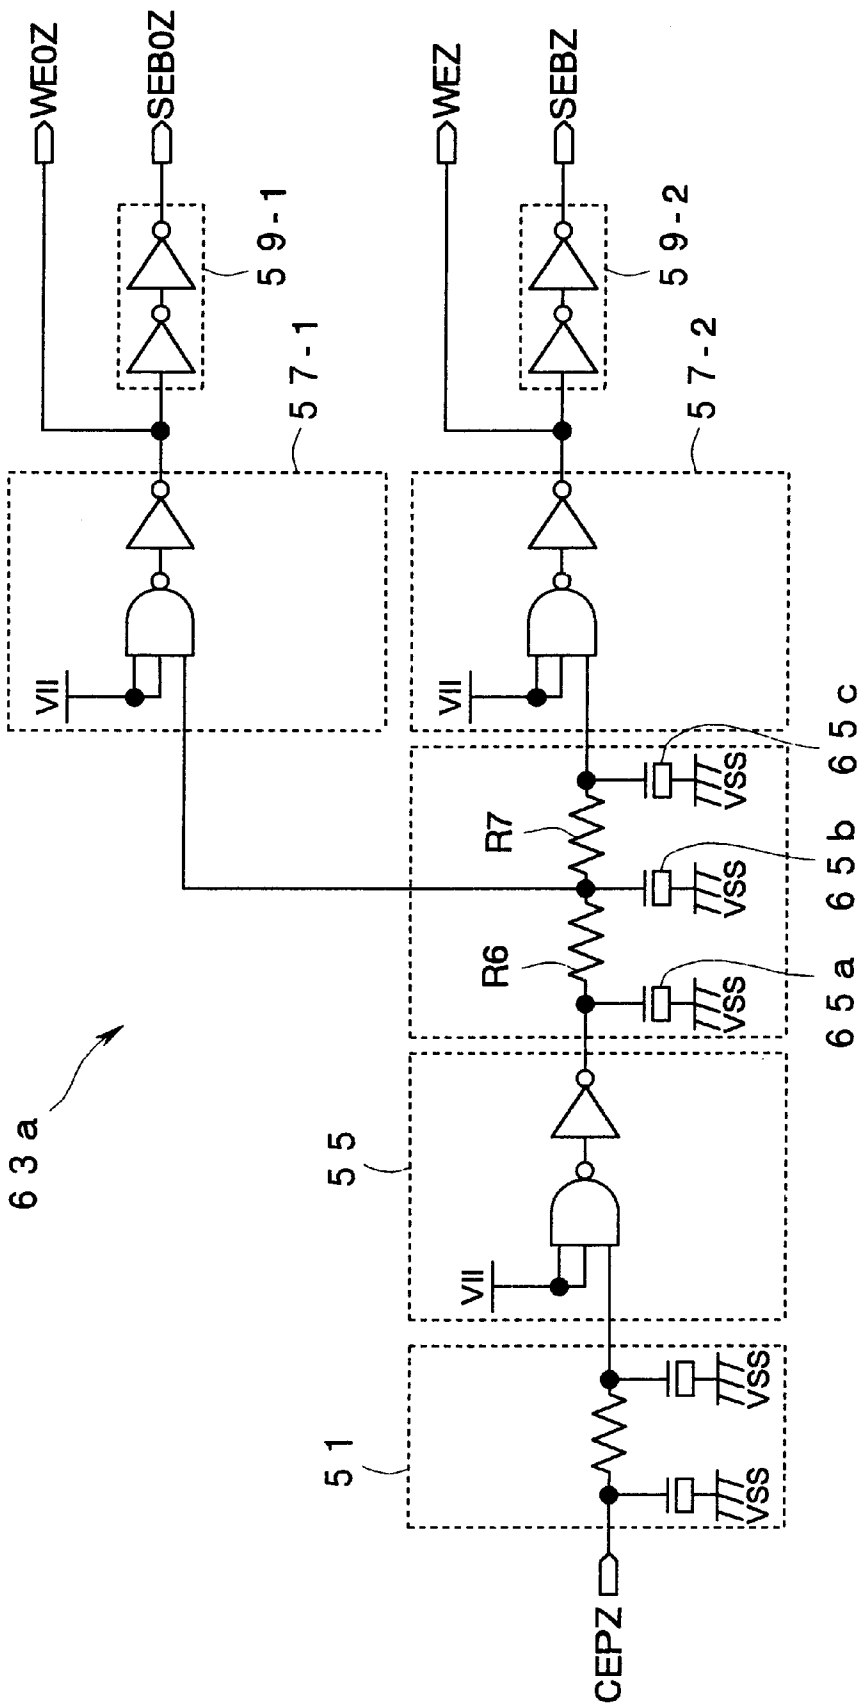 63a
WE0Z
SEB0Z
59-1
57-1
VII
WEZ
SEBZ
59-2
57-2
VII
R7
R6
65c
65b
65a
VSS
VSS
VSS
55
VII
51
VSS
VSS
CEPZ